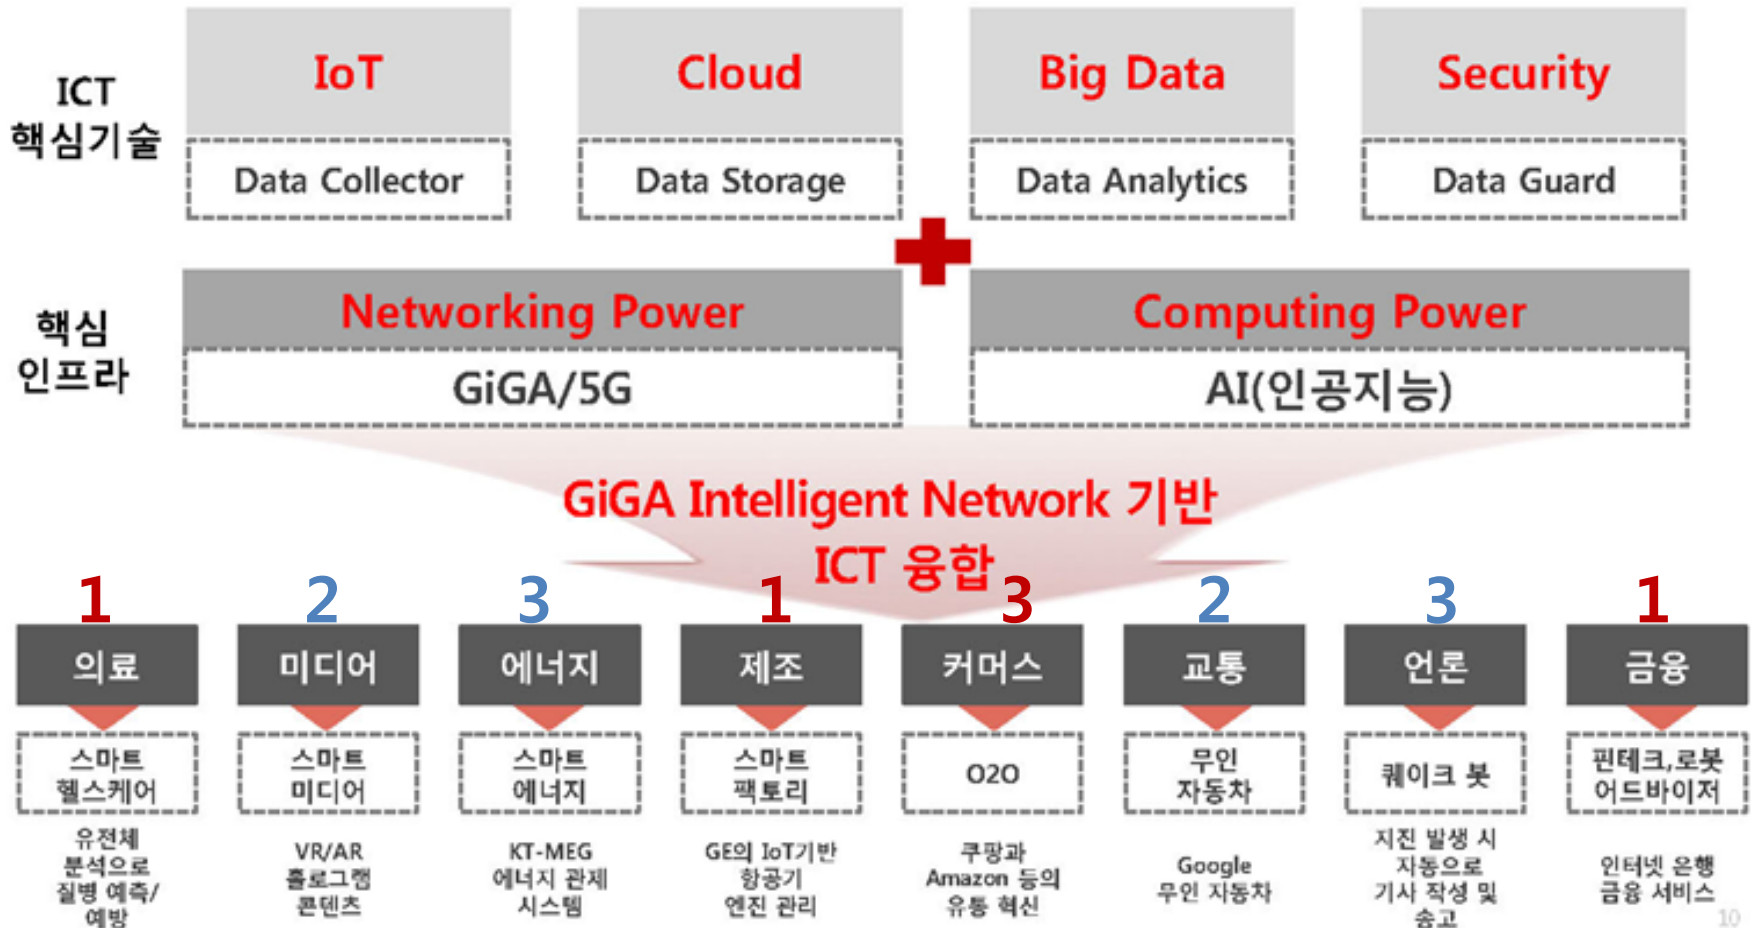 ICT
핵심기술
IoT
Cloud
Big Data
Security
Data Collector
Data Storage
Data Analytics
Data Guard
핵심
인프라
Networking Power
Computing Power
GiGA/5G
AI(인공지능)
GiGA Intelligent Network 기반
ICT 융합
1
2
3
1
3
2
3
1
의료
미디어
에너지
제조
커머스
교통
언론
금융
스마트
헬스케어
스마트
미디어
스마트
에너지
스마트
팩토리
O2O
무인
자동차
퀘이크 봇
핀테크,로봇
어드바이저
유전체
분석으로
질병 예측/
예방
VR/AR
홀로그램
콘텐츠
KT-MEG
에너지 관제
시스템
GE의 IoT기반
항공기
엔진 관리
쿠팡과
Amazon 등의
유통 혁신
Google
무인 자동차
지진 발생 시
자동으로
기사 작성 및
송고
인터넷 은행
금융 서비스
10